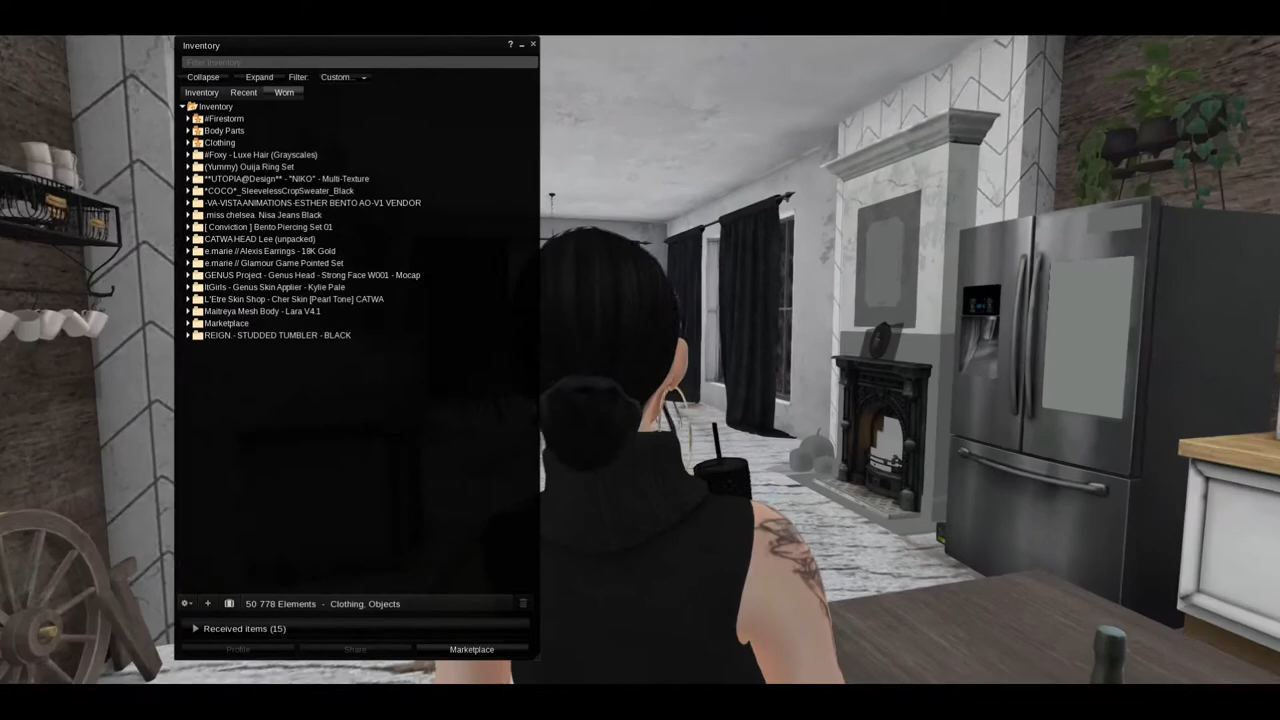 Inventory
Filter Inventory
Collapse Expand Filter: Custom...
Inventory Recent Worn
Inventory
#Firestorm
Body Parts
Clothing
#Foxy - Luxe Hair (Grayscales)
(Yummy) Ouija Ring Set
**UTOPIA@Design** - "NIKO" - Multi-Texture
*COCO*_SlevelessCropSweater_Black
-VA-VISTA ANIMATIONS-ESTHER BENTO AO-V1 VENDOR
.miss chelsea. Nisa Jeans Black
[ Conviction ] Bento Piercing Set 01
CATWA HEAD Lee (unpacked)
e.marie // Alexis Earrings - 18K Gold
e.marie // Glamour Game Pointed Set
GENUS Project - Genus Head - Strong Face W001 - Mocap
ItGirls - Genus Skin Applier - Kylie Pale
L'Etre Skin Shop - Cher Skin [Pearl Tone] CATWA
Maitreya Mesh Body - Lara V4.1
Marketplace
REIGN.- STUDDED TUMBLER - BLACK
50 778 Elements - Clothing, Objects
Received items (15)
Profile Share Marketplace